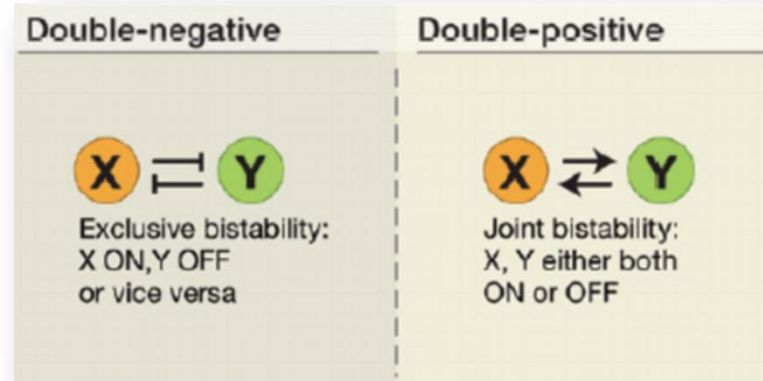 Double-negative
X Y
Exclusive bistability:
X ON,Y OFF
or vice versa
Double-positive
X Y
Joint bistability:
X, Y either both
ON or OFF